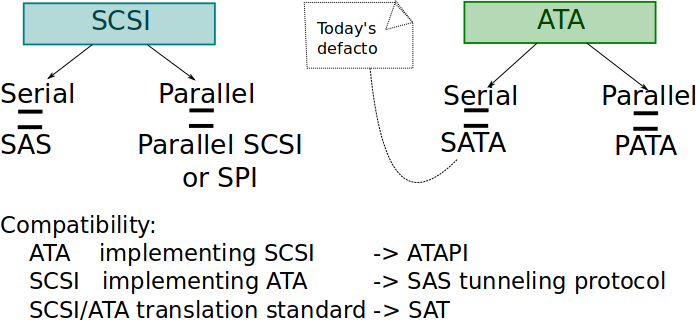 SCSI
Today's
defacto
ATA
Serial
Parallel
Serial
Parallel
SAS
Parallel SCSI
or SPI
SATA
PATA
Compatibility:
ATA implementing SCSI -> ATAPI
SCSI implementing ATA -> SAS tunneling protocol
SCSI/ATA translation standard -> SAT